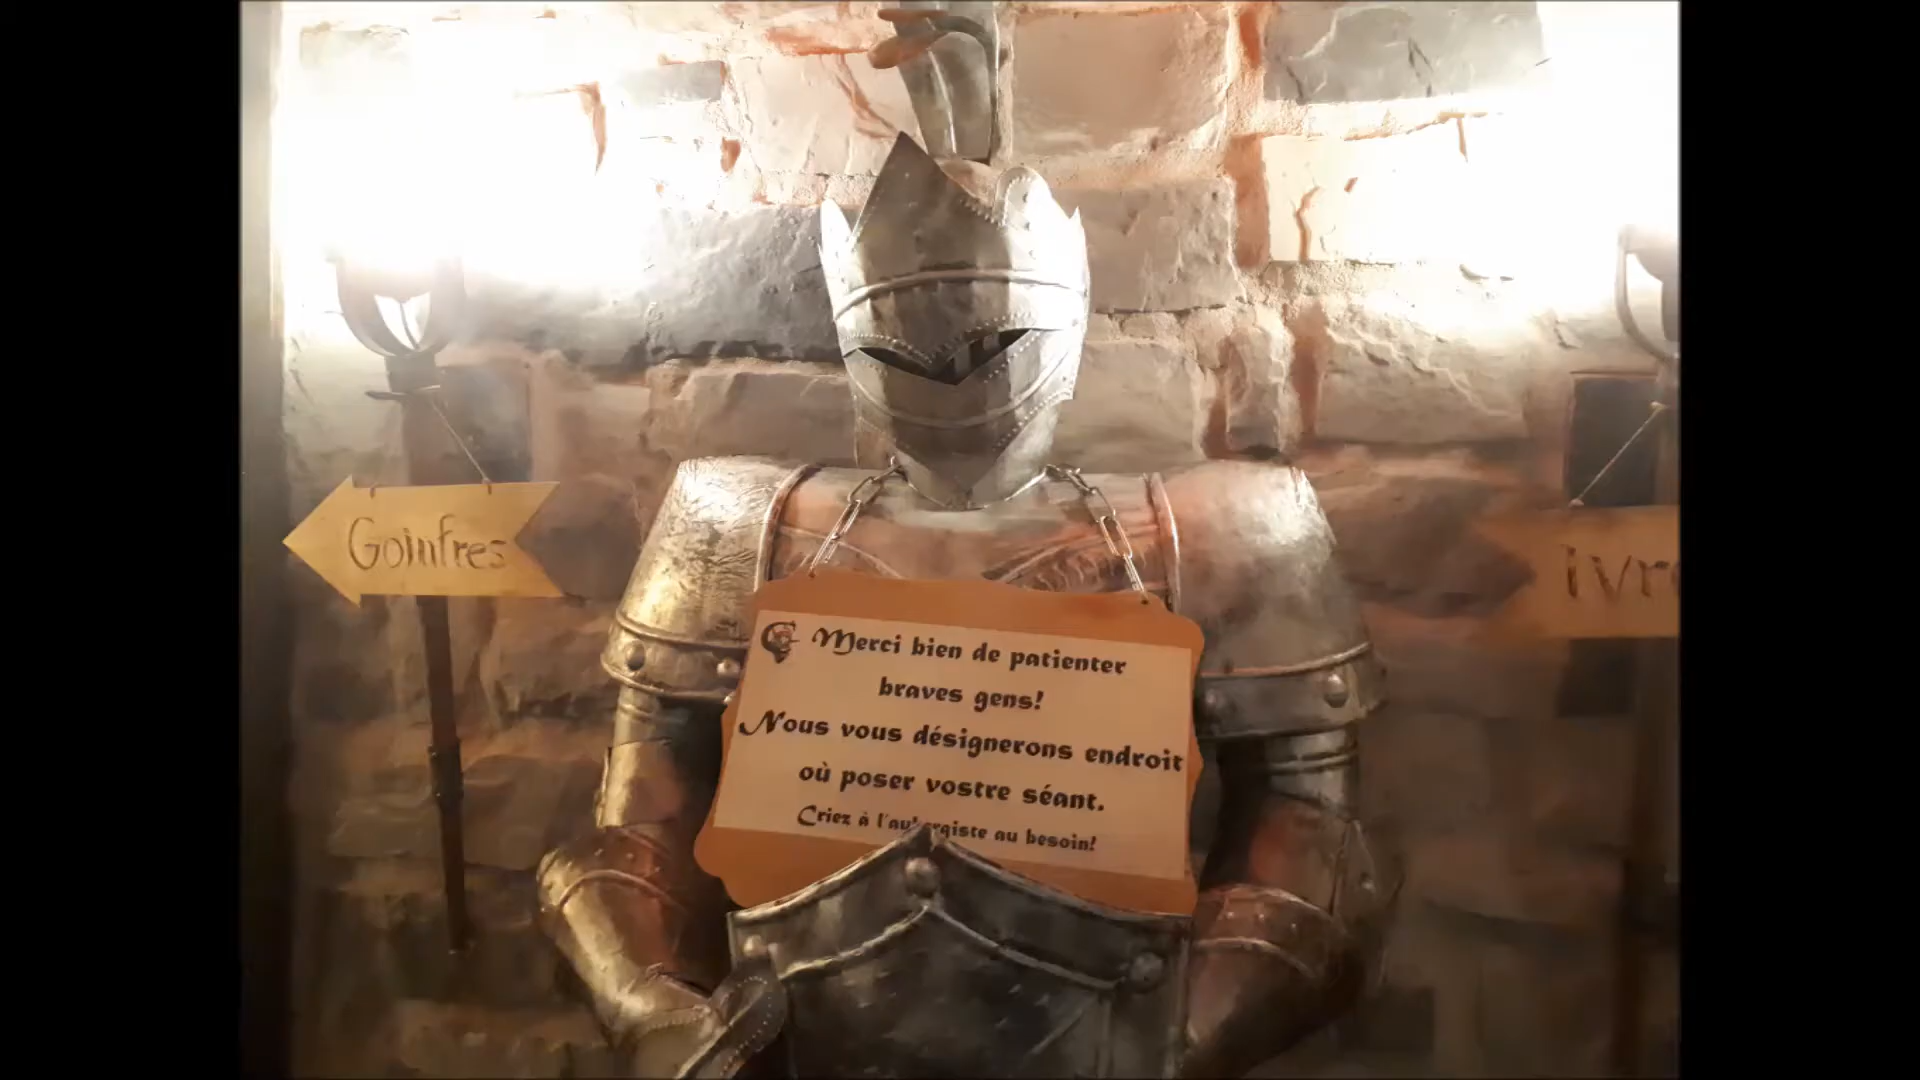 Goinfres
Merci bien de patienter
braves gens!
Nous vous désignerons endroit
où poser vostre séant.
Criez à l'aubergiste au besoin!